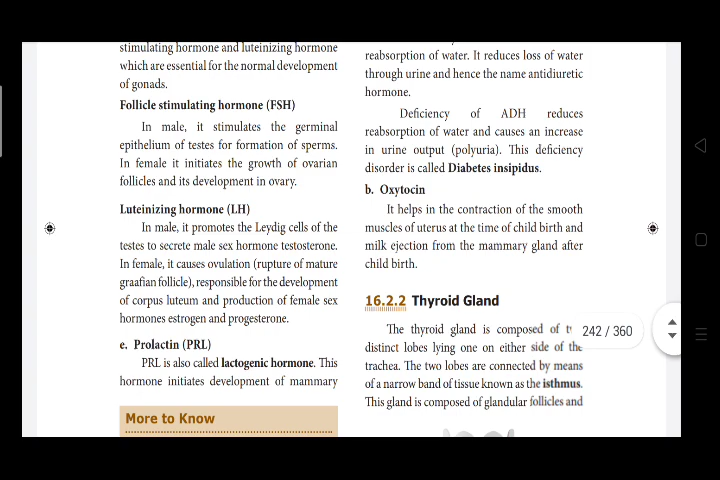 stimulating hormone and luteinizing hormone
which are essential for the normal development
of gonads.
Follicle stimulating hormone (FSH)
In male, it stimulates the germinal
epithelium of testes for formation of sperms.
In female it initiates the growth of ovarian
follicles and its development in ovary.
Luteinizing hormone (LH)
In male, it promotes the Leydig cells of the
testes to secrete male sex hormone testosterone.
In female, it causes ovulation (rupture of mature
graafian follicle), responsible for the development
of corpus luteum and production of female sex
hormones estrogen and progesterone.
e. Prolactin (PRL)
PRL is also called lactogenic hormone. This
hormone initiates development of mammary
More to Know
reabsorption of water. It reduces loss of water
through urine and hence the name antidiuretic
hormone.
Deficiency of ADH reduces
reabsorption of water and causes an increase
in urine output (polyuria). This deficiency
disorder is called Diabetes insipidus.
b. Oxytocin
It helps in the contraction of the smooth
muscles of uterus at the time of child birth and
milk ejection from the mammary gland after
child birth.
16.2.2 Thyroid Gland
The thyroid gland is composed of
distinct lobes lying one on either side of the
trachea. The two lobes are connected by means
of a narrow band of tissue known as the isthmus.
This gland is composed of glandular follicles and
242 / 360